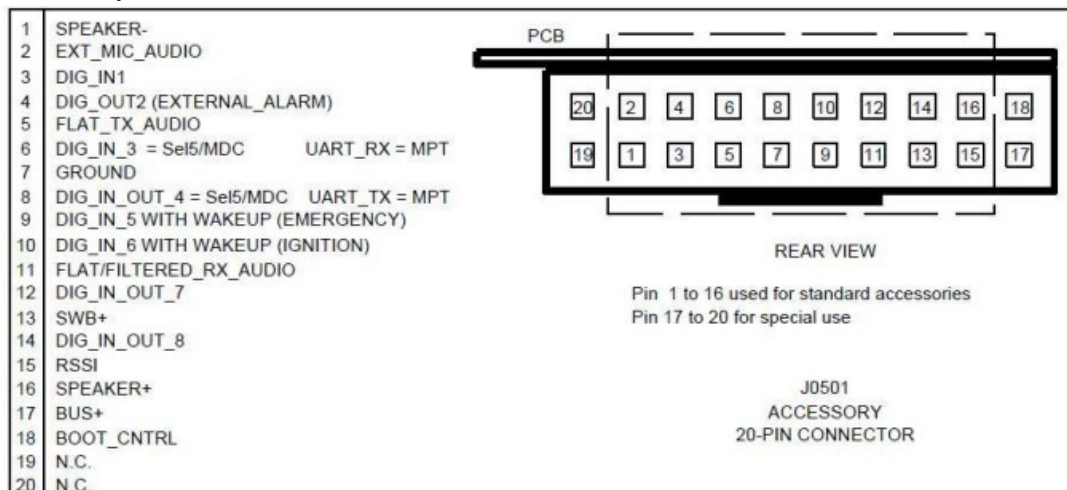 1 SPEAKER-
2 EXT_MIC_AUDIO
3 DIG_IN1
4 DIG_OUT2 (EXTERNAL_ALARM)
5 FLAT_TX_AUDIO
6 DIG_IN_3 = Sel5/MDC UART_RX = MPT
7 GROUND
8 DIG_IN_OUT_4 = Sel5/MDC UART_TX = MPT
9 DIG_IN_5 WITH WAKEUP (EMERGENCY)
10 DIG_IN_6 WITH WAKEUP (IGNITION)
11 FLAT/FILTERED_RX_AUDIO
12 DIG_IN_OUT_7
13 SWB+
14 DIG_IN_OUT_8
15 RSSI
16 SPEAKER+
17 BUS+
18 BOOT_CNTRL
19 N.C.
20 N.C.
PCB
20 2 4 6 8 10 12 14 16 18
19 1 3 5 7 9 11 13 15 17
REAR VIEW
Pin 1 to 16 used for standard accessories
Pin 17 to 20 for special use
J0501
ACCESSORY
20-PIN CONNECTOR